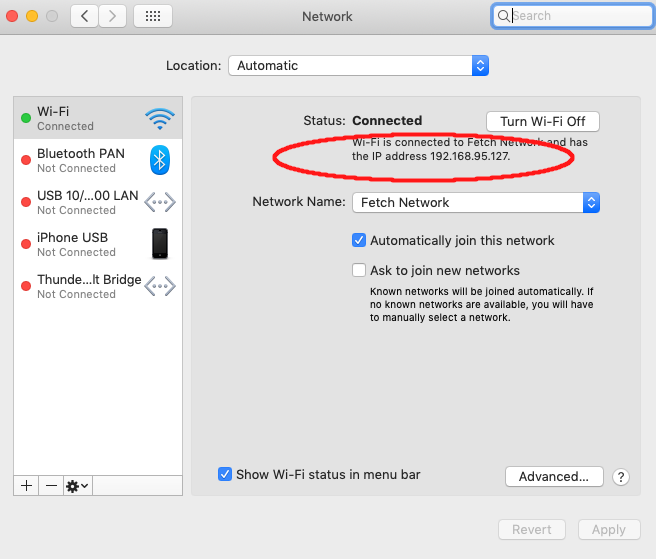 Network
Search
Location: Automatic
Wi-Fi
Connected
Bluetooth PAN
Not Connected
USB 10/...00 LAN
Not Connected
iPhone USB
Not Connected
Thunde...lt Bridge
Not Connected
Status: Connected
Turn Wi-Fi Off
Wi-Fi is connected to Fetch Network and has
the IP address 192.168.95.127.
Network Name: Fetch Network
Automatically join this network
Ask to join new networks
Known networks will be joined automatically. If
no known networks are available, you will have
to manually select a network.
Show Wi-Fi status in menu bar
Advanced...
?
Revert
Apply